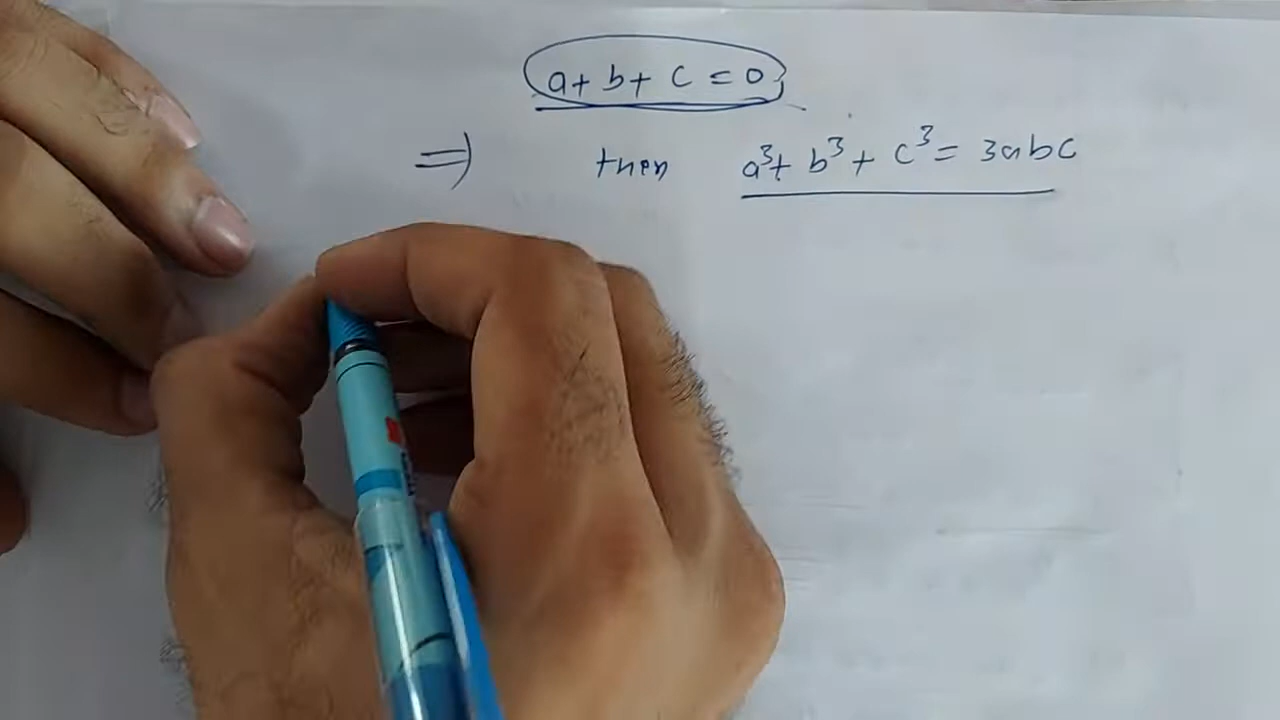 a + b + c = 0
⇒ then a³ + b³ + c³ = 3abc